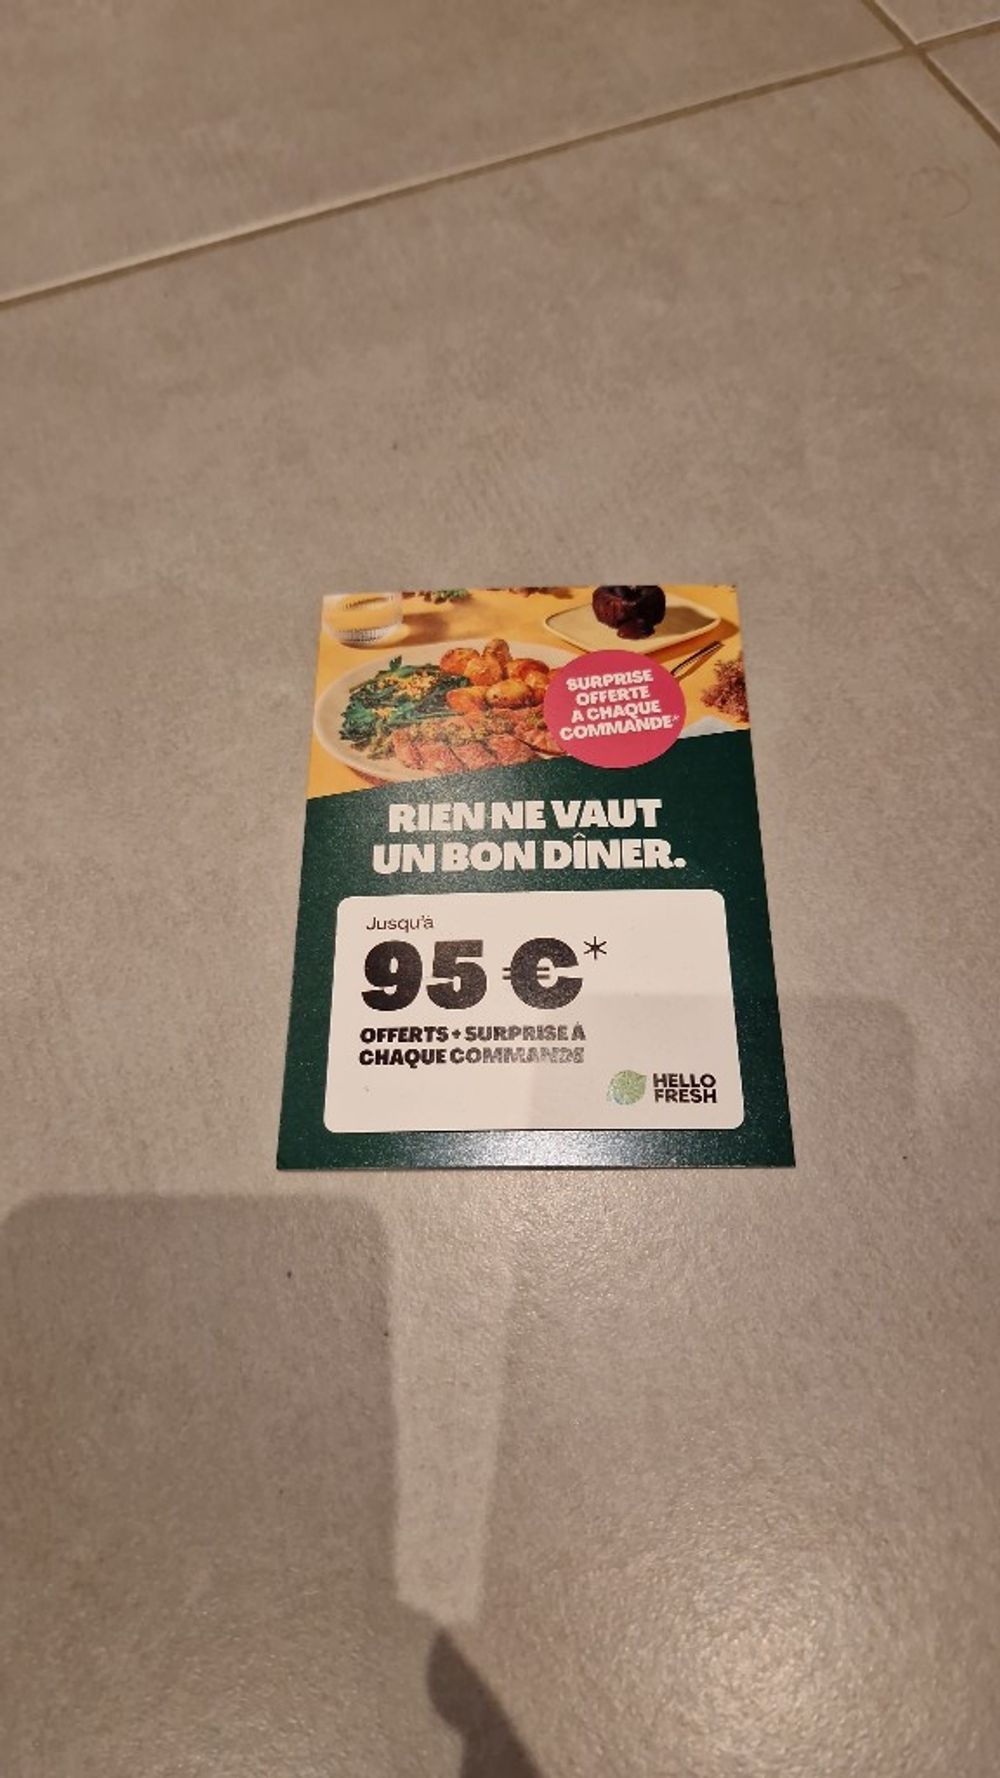 SURPRISE
OFFERTE
À CHAQUE
COMMANDE*
RIEN NE VAUT
UN BON DÎNER.
Jusqu'à
95 €*
OFFERTS + SURPRISE À
CHAQUE COMMANDE
HELLO
FRESH